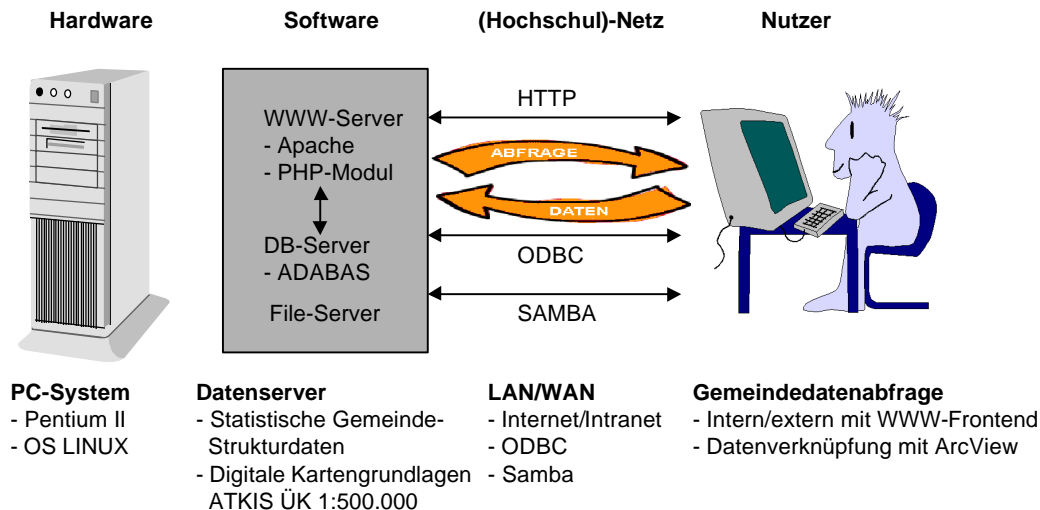 Hardware
Software
(Hochschul)-Netz
Nutzer
WWW-Server
- Apache
- PHP-Modul
DB-Server
- ADABAS
File-Server
HTTP
ABFRAGE
DATEN
ODBC
SAMBA
PC-System
- Pentium II
- OS LINUX
Datenserver
- Statistische Gemeinde-
Strukturdaten
- Digitale Kartengrundlagen
ATKIS ÜK 1:500.000
LAN/WAN
- Internet/Intranet
- ODBC
- Samba
Gemeindedatenabfrage
- Intern/extern mit WWW-Frontend
- Datenverknüpfung mit ArcView